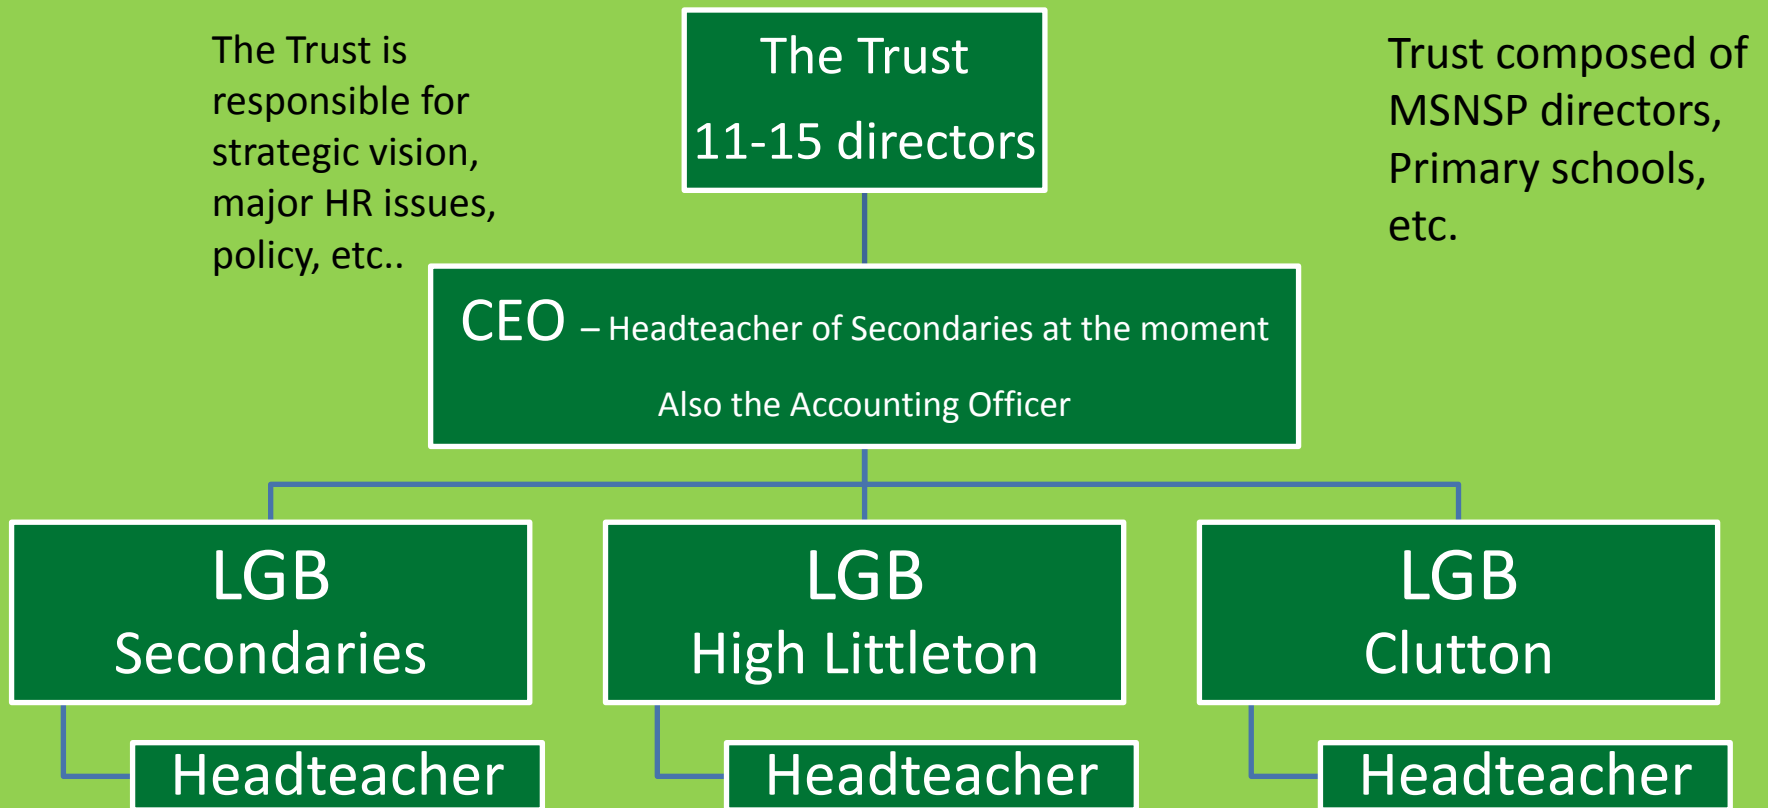 The Trust is
responsible for
strategic vision,
major HR issues,
policy, etc..
The Trust
11-15 directors
Trust composed of
MSNSP directors,
Primary schools,
etc.
CEO – Headteacher of Secondaries at the moment
Also the Accounting Officer
LGB
Secondaries
LGB
High Littleton
LGB
Clutton
Headteacher
Headteacher
Headteacher